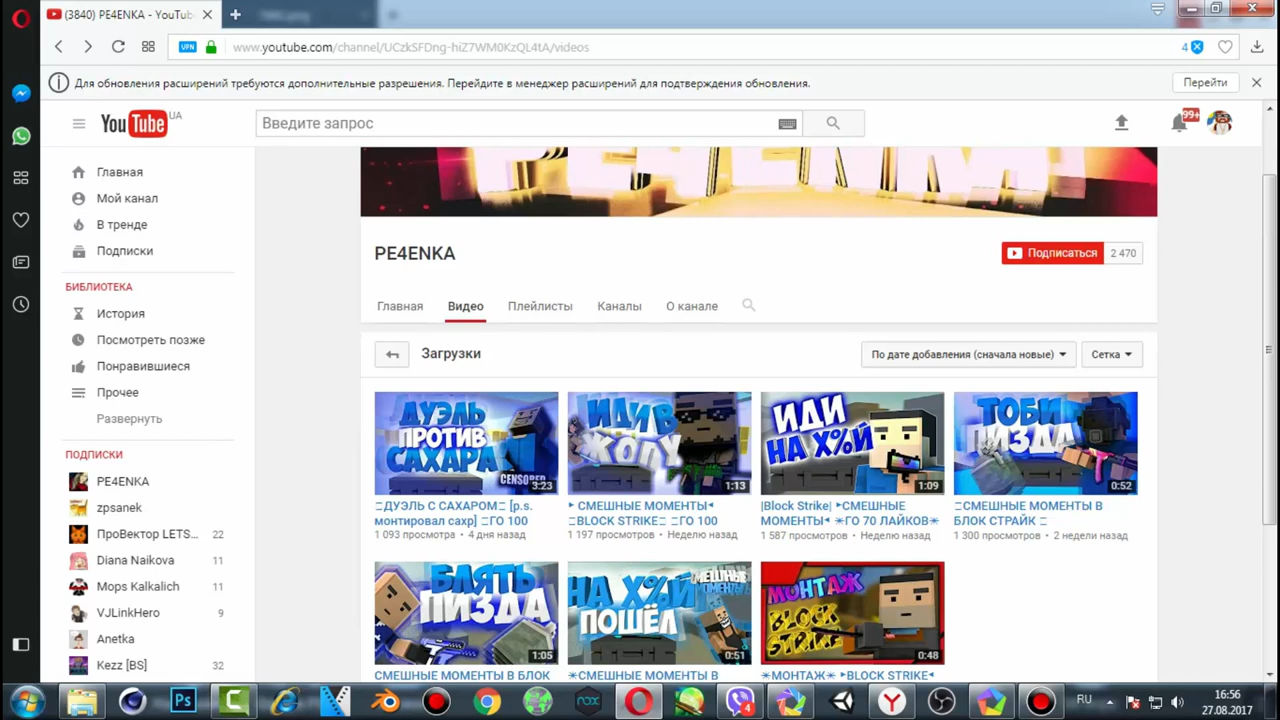 (3840) PE4ENKA - YouTub
VPN
www.youtube.com/channel/UCzkSFDng-hiZ7WM0KzQL4tA/videos
4
Для обновления расширений требуются дополнительные разрешения. Перейдите в менеджер расширений для подтверждения обновления.
Перейти
YouTube UA
Введите запрос
99+
Главная
Мой канал
В тренде
Подписки
БИБЛИОТЕКА
История
Посмотреть позже
Понравившиеся
Прочее
Развернуть
ПОДПИСКИ
PE4ENKA
zpsanek
ПроВектор LETS... 22
Diana Naikova 11
Mops Kalkalich 11
VJLinkHero 9
Anetka
Kezz [BS] 32
PE4ENKA
Подписаться 2 470
Главная
Видео
Плейлисты
Каналы
О канале
Загрузки
По дате добавления (сначала новые)
Сетка
ДУЭЛЬ
ПРОТИВ
САХАРА
CENSORED
3:23
ДУЭЛЬ С САХАРОМ [p.s.
монтировал сахр] ГО 100
1 093 просмотра • 4 дня назад
ИДИ В
ЖОПУ
1:13
‣ СМЕШНЫЕ МОМЕНТЫ◂
BLOCK STRIKE ГО 100
1 197 просмотров • Неделю назад
ИДИ
НА Х%Й
1:09
|Block Strike| ‣СМЕШНЫЕ
МОМЕНТЫ◂ ✳ГО 70 ЛАЙКОВ✳
1 587 просмотров • Неделю назад
ТОБИ
ПИЗДА
0:52
СМЕШНЫЕ МОМЕНТЫ В
БЛОК СТРАЙК
1 300 просмотров • 2 недели назад
БЛЯТЬ
ПИЗДА
1:05
СМЕШНЫЕ МОМЕНТЫ В БЛОК
НА Х%Й
ПОШЁЛ
СМЕШНЫЕ
МОМЕНТЫ
0:51
✳СМЕШНЫЕ МОМЕНТЫ В
МОНТАЖ
BLOCK
STRIKE
0:48
✳МОНТАЖ✳ ‣BLOCK STRIKE◂
Ps
nox
4
RU
16:56
27.08.2017